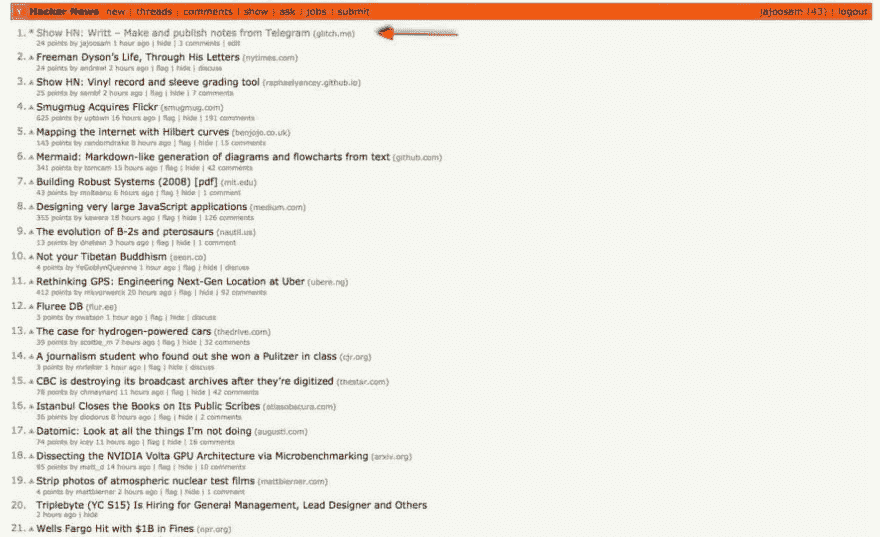 Y Hacker News new | threads | comments | show | ask | jobs | submit jajoosam (43) | logout
1. * Show HN: Writt – Make and publish notes from Telegram (glitch.me)
24 points by jajoosam 1 hour ago | hide | 3 comments | edit
2. Freeman Dyson's Life, Through His Letters (nytimes.com)
24 points by andrewl 2 hours ago | flag | hide | discuss
3. Show HN: Vinyl record and sleeve grading tool (raphaelyancey.github.io)
25 points by sambf 2 hours ago | flag | hide | 7 comments
4. Smugmug Acquires Flickr (smugmug.com)
625 points by uptown 16 hours ago | flag | hide | 191 comments
5. Mapping the internet with Hilbert curves (benjojo.co.uk)
143 points by randomdrake 8 hours ago | flag | hide | 15 comments
6. Mermaid: Markdown-like generation of diagrams and flowcharts from text (github.com)
341 points by tomcam 15 hours ago | flag | hide | 42 comments
7. Building Robust Systems (2008) [pdf] (mit.edu)
43 points by molteanu 6 hours ago | flag | hide | 1 comment
8. Designing very large JavaScript applications (medium.com)
355 points by kawera 18 hours ago | flag | hide | 126 comments
9. The evolution of B-2s and pterosaurs (nautil.us)
13 points by dnetesn 3 hours ago | flag | hide | 1 comment
10. Not your Tibetan Buddhism (aeon.co)
4 points by YeGoblynQueenne 1 hour ago | flag | hide | discuss
11. Rethinking GPS: Engineering Next-Gen Location at Uber (ubere.ng)
412 points by mkvorwerck 20 hours ago | flag | hide | 92 comments
12. Fluree DB (flur.ee)
3 points by nwatson 1 hour ago | flag | hide | discuss
13. The case for hydrogen-powered cars (thedrive.com)
39 points by scottie_m 7 hours ago | flag | hide | 32 comments
14. A journalism student who found out she won a Pulitzer in class (cjr.org)
3 points by mrleiter 1 hour ago | flag | hide | discuss
15. CBC is destroying its broadcast archives after they're digitized (thestar.com)
78 points by chmaynard 11 hours ago | flag | hide | 42 comments
16. Istanbul Closes the Books on Its Public Scribes (atlasobscura.com)
35 points by diodorus 8 hours ago | flag | hide | 2 comments
17. Datomic: Look at all the things I'm not doing (augustl.com)
74 points by icey 11 hours ago | flag | hide | 16 comments
18. Dissecting the NVIDIA Volta GPU Architecture via Microbenchmarking (arxiv.org)
85 points by matt_d 14 hours ago | flag | hide | 10 comments
19. Strip photos of atmospheric nuclear test films (mattbierner.com)
4 points by mattbierner 2 hours ago | flag | hide | 1 comment
20. Triplebyte (YC S15) Is Hiring for General Management, Lead Designer and Others
2 hours ago | hide
21. Wells Fargo Hit with $1B in Fines (npr.org)